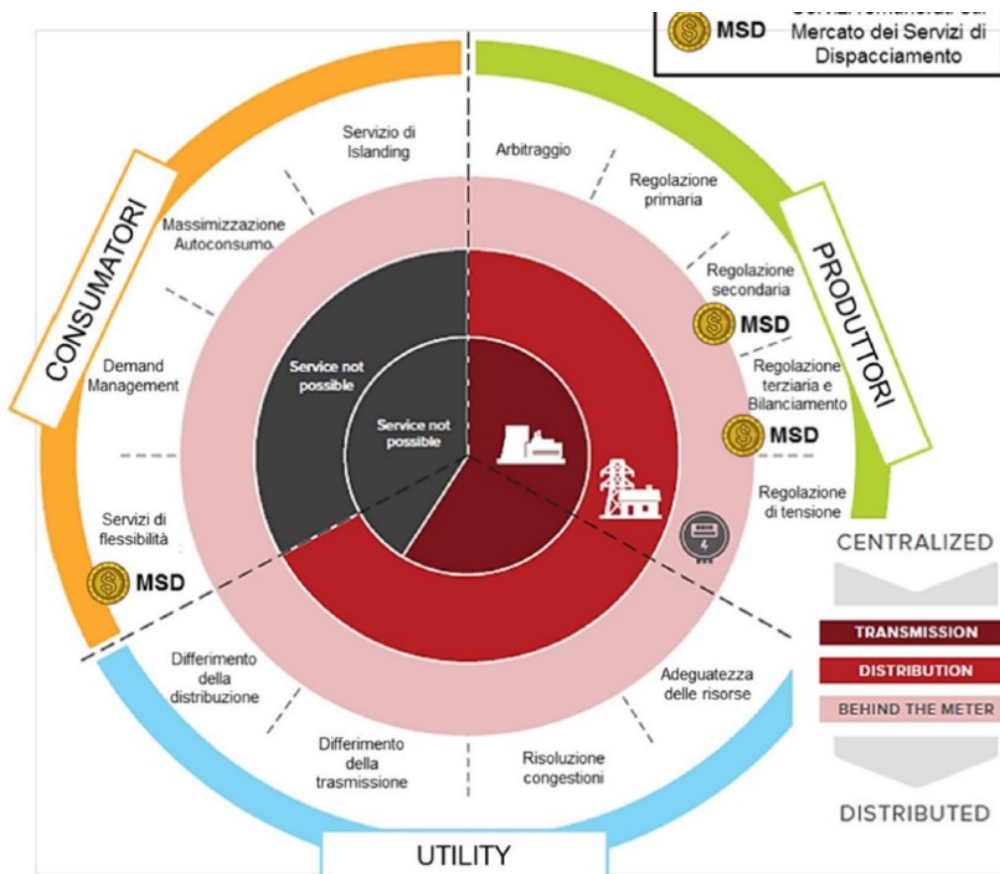 MSD
Mercato dei Servizi di
Dispacciamento
Servizio di
Islanding
Arbitraggio
Regolazione
primaria
Massimizzazione
Autoconsumo
Regolazione
secondaria
MSD
CONSUMATORI
PRODUTTORI
Demand
Management
Service not
possible
Service not
possible
Regolazione
terziaria e
Bilanciamento
MSD
Servizi di
flessibilità
MSD
Regolazione
di tensione
CENTRALIZED
TRANSMISSION
DISTRIBUTION
BEHIND THE METER
DISTRIBUTED
Differimento
della
distribuzione
Differimento
della
trasmissione
Risoluzione
congestioni
Adeguatezza
delle risorse
UTILITY